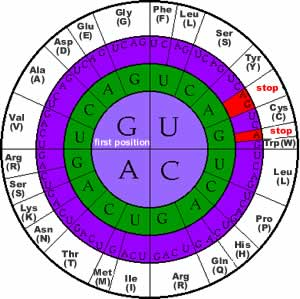 Phe
(F)
Leu
(L)
Ser
(S)
Tyr
(Y)
stop
Cys
(C)
stop
Trp(W)
Leu
(L)
Pro
(P)
His
(H)
Gln
(Q)
Arg
(R)
Ile
(I)
Met
(M)
Thr
(T)
Asn
(N)
Lys
(K)
Ser
(S)
Arg
(R)
Val
(V)
Ala
(A)
Asp
(D)
Glu
(E)
Gly
(G)
U C A G
U C A G
U C A G
U C A G
G U
first position
A C